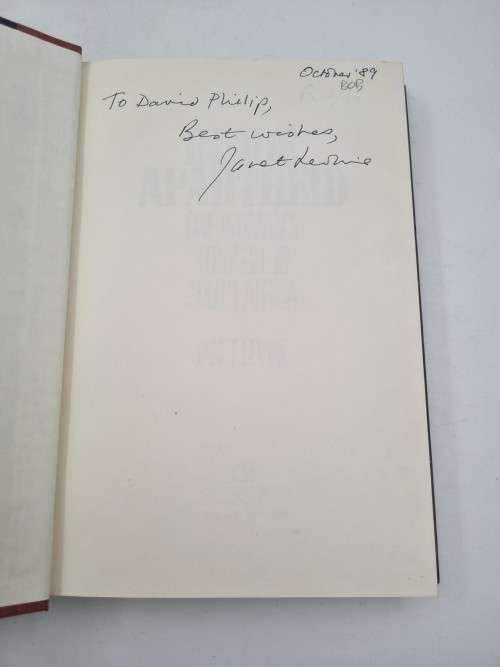 October '89
BOB
To David Philip,
Best wishes,
Janet Levine